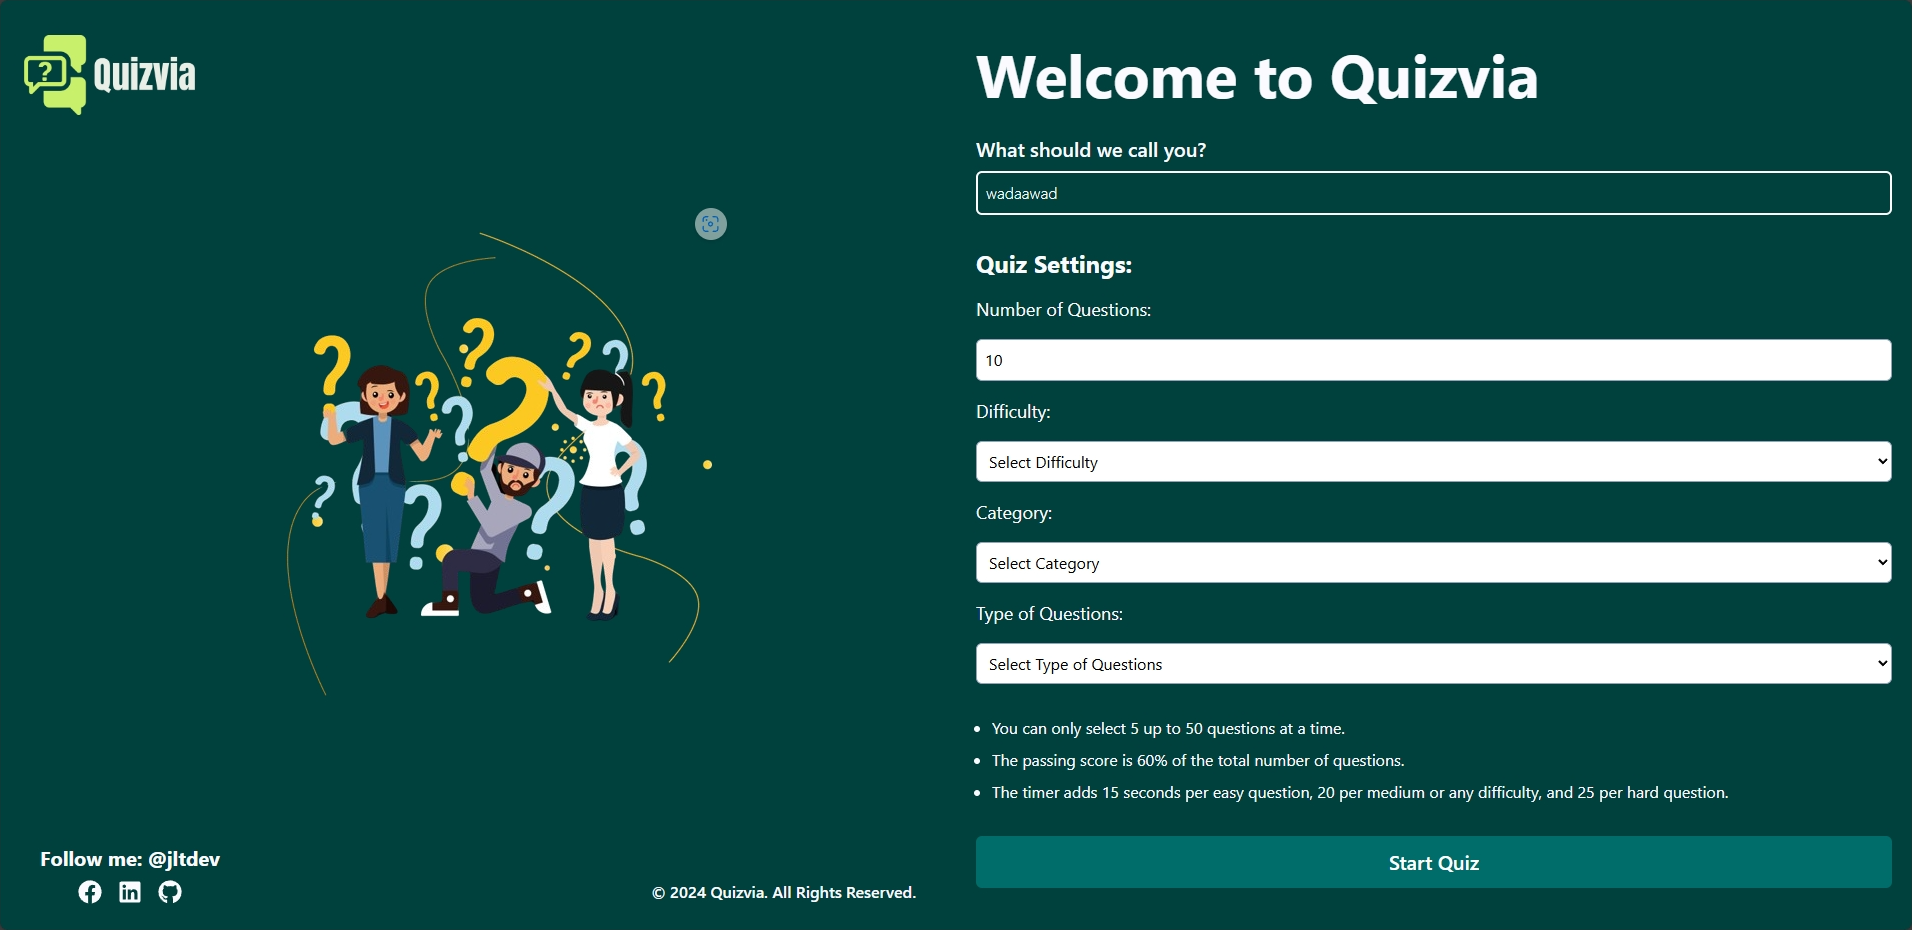 Quizvia
Welcome to Quizvia
What should we call you?
wadaawad
Quiz Settings:
Number of Questions:
10
Difficulty:
Select Difficulty
Category:
Select Category
Type of Questions:
Select Type of Questions
• You can only select 5 up to 50 questions at a time.
• The passing score is 60% of the total number of questions.
• The timer adds 15 seconds per easy question, 20 per medium or any difficulty, and 25 per hard question.
Start Quiz
Follow me: @jltdev
© 2024 Quizvia. All Rights Reserved.